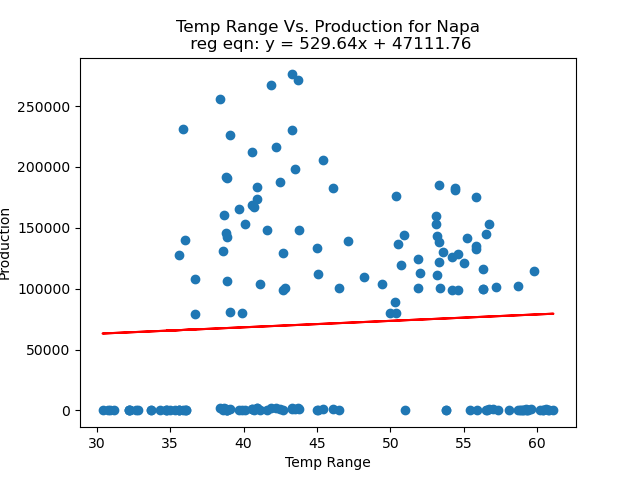 Temp Range Vs. Production for Napa
reg eqn: y = 529.64x + 47111.76
250000
200000
150000
100000
50000
0
Production
30 35 40 45 50 55 60
Temp Range